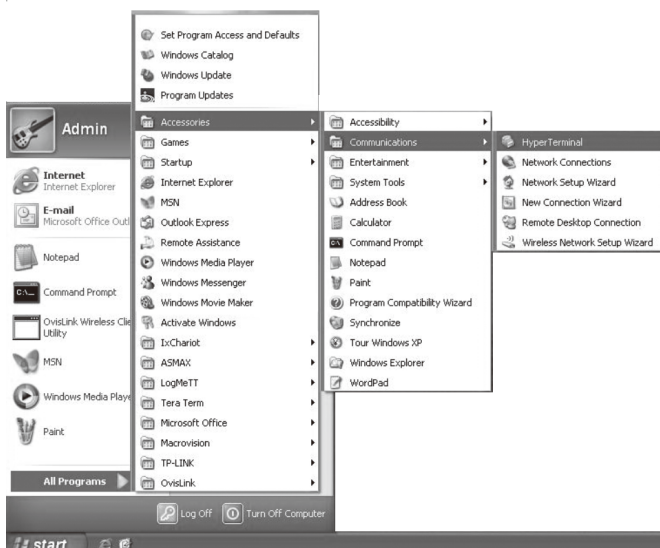 Set Program Access and Defaults
Windows Catalog
Windows Update
Program Updates
Accessories
Games
Startup
Internet Explorer
MSN
Outlook Express
Remote Assistance
Windows Media Player
Windows Messenger
Windows Movie Maker
Activate Windows
IxChariot
ASMAX
LogMeTT
Tera Term
Microsoft Office
Macrovision
TP-LINK
OvisLink
Admin
Internet
Internet Explorer
E-mail
Microsoft Office Outl
Notepad
C:\_
Command Prompt
OvisLink Wireless Clie
Utility
MSN
Windows Media Playe
Paint
All Programs
Accessibility
Communications
Entertainment
System Tools
Address Book
Calculator
Command Prompt
Notepad
Paint
Program Compatibility Wizard
Synchronize
Tour Windows XP
Windows Explorer
WordPad
HyperTerminal
Network Connections
Network Setup Wizard
New Connection Wizard
Remote Desktop Connection
Wireless Network Setup Wizard
Log Off
Turn Off Computer
start